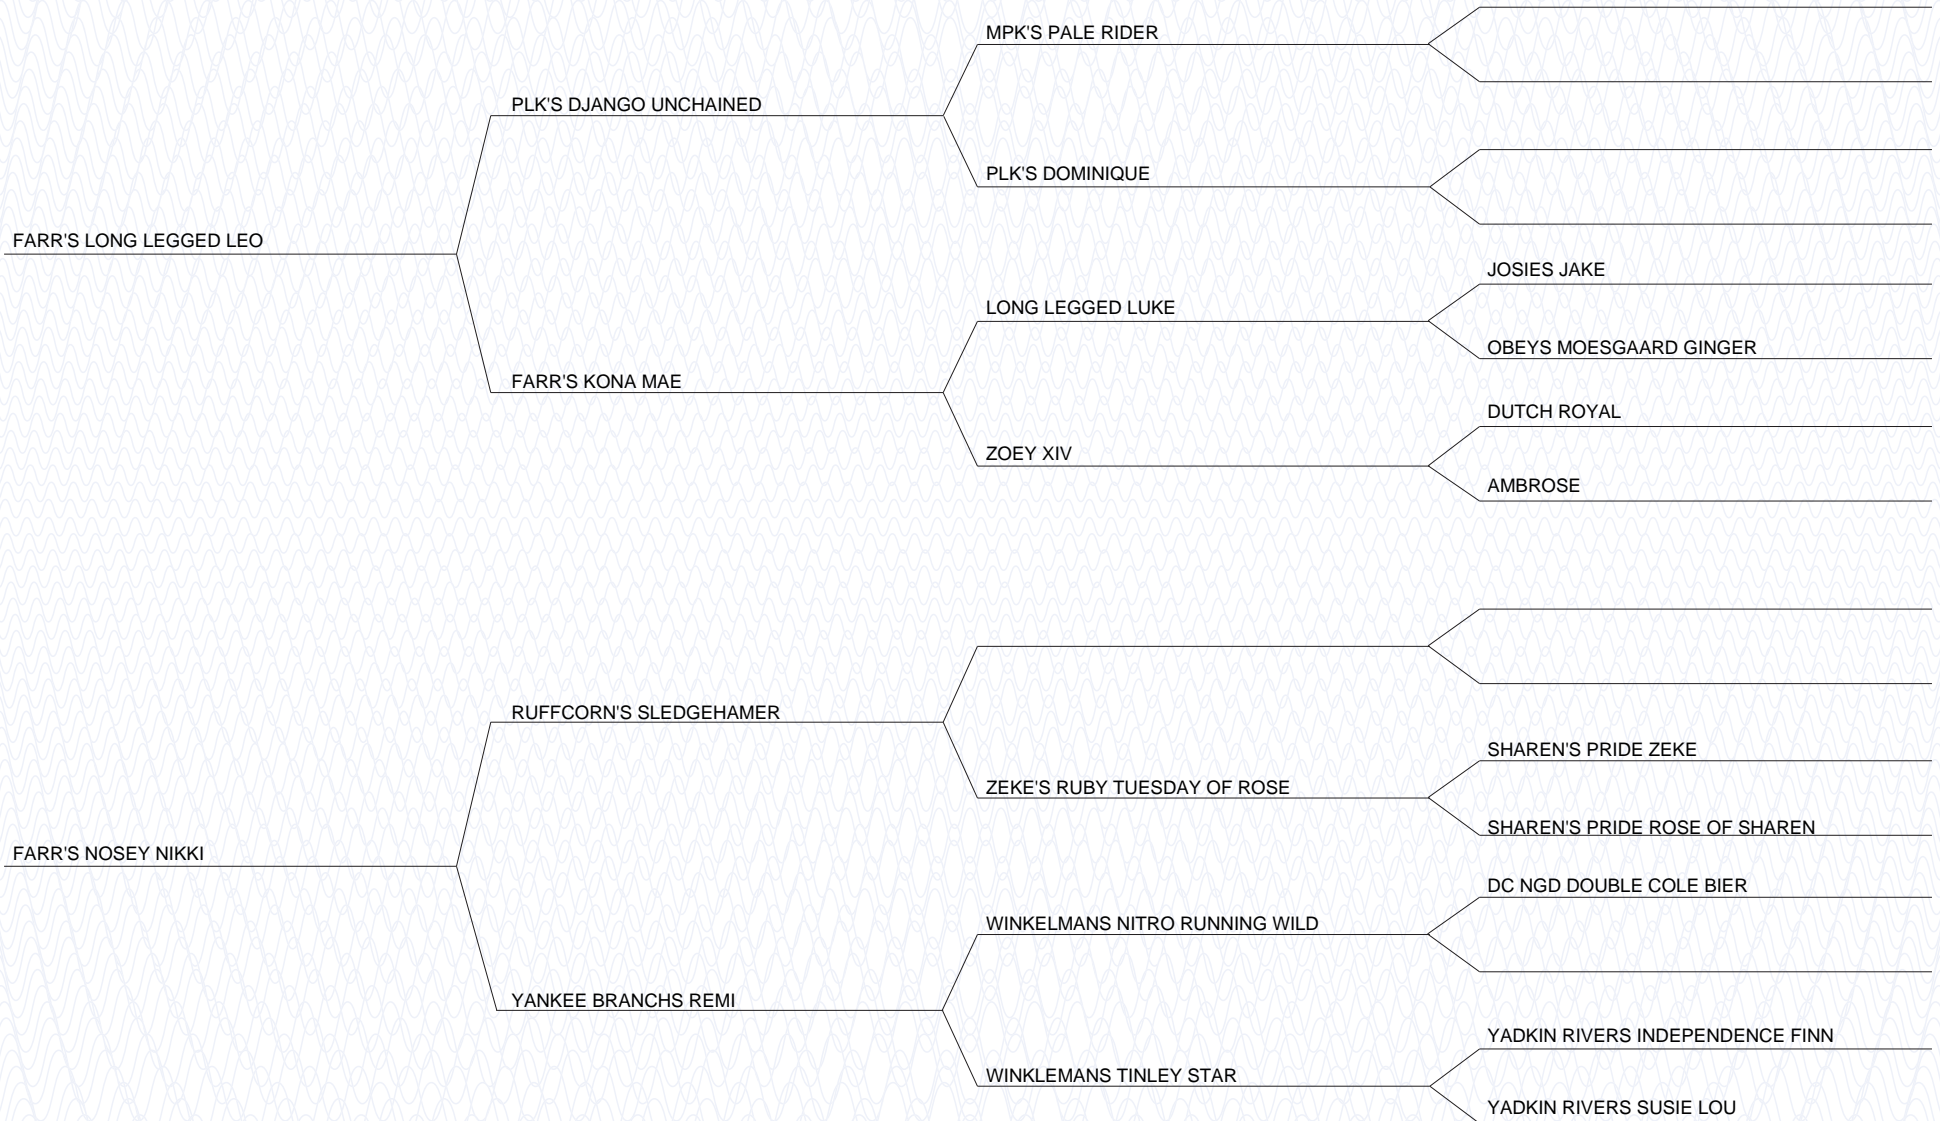 MPK'S PALE RIDER
PLK'S DJANGO UNCHAINED
PLK'S DOMINIQUE
FARR'S LONG LEGGED LEO
JOSIES JAKE
LONG LEGGED LUKE
OBEYS MOESGAARD GINGER
FARR'S KONA MAE
DUTCH ROYAL
ZOEY XIV
AMBROSE
RUFFCORN'S SLEDGEHAMER
SHAREN'S PRIDE ZEKE
ZEKE'S RUBY TUESDAY OF ROSE
SHAREN'S PRIDE ROSE OF SHAREN
FARR'S NOSEY NIKKI
DC NGD DOUBLE COLE BIER
WINKELMANS NITRO RUNNING WILD
YANKEE BRANCHS REMI
YADKIN RIVERS INDEPENDENCE FINN
WINKLEMANS TINLEY STAR
YADKIN RIVERS SUSIE LOU